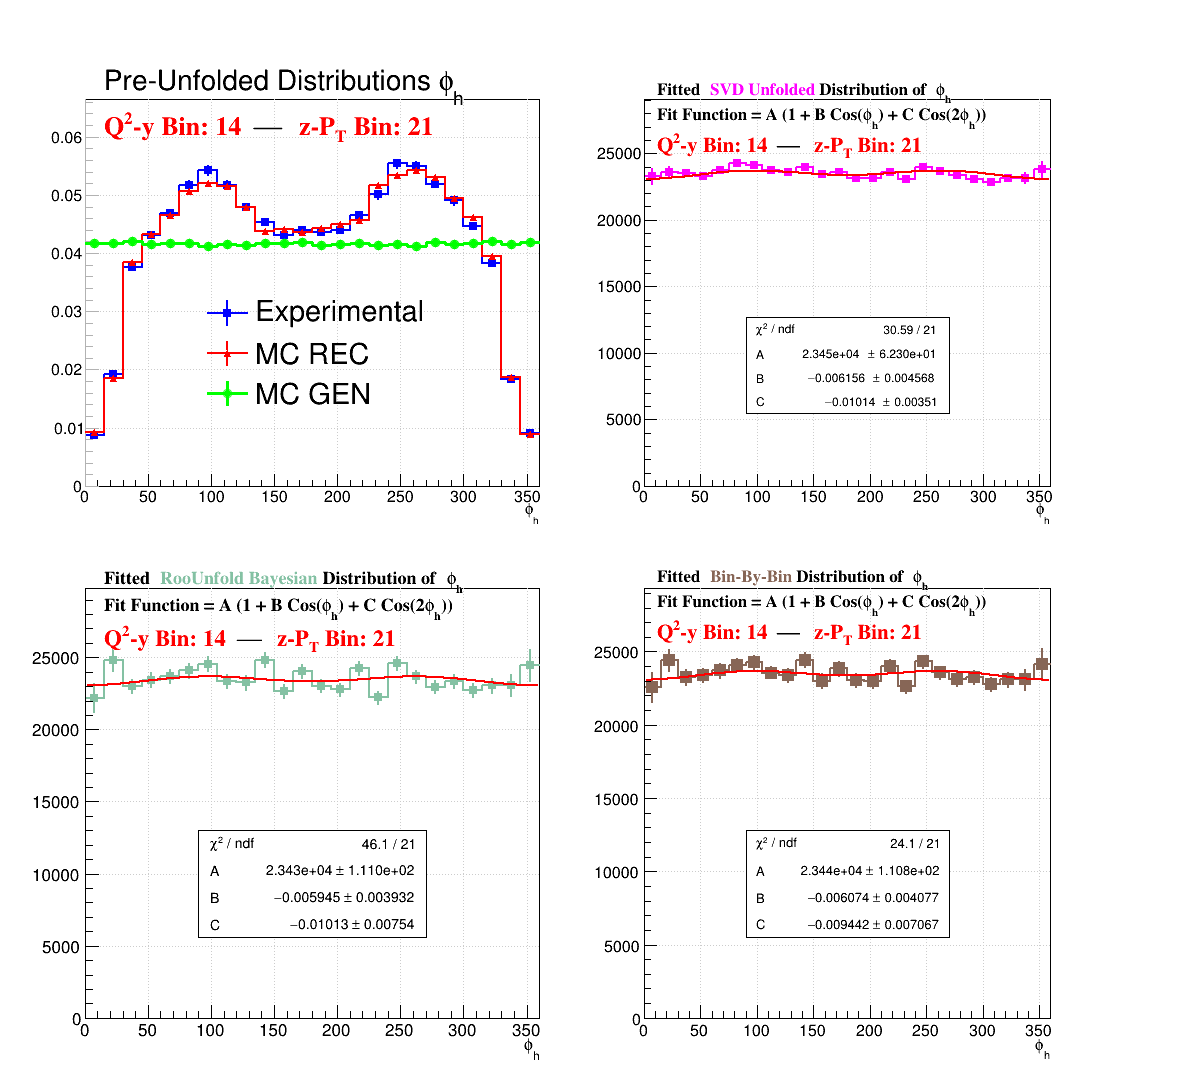 Pre-Unfolded Distributions ϕh
Q²-y Bin: 14 — z-PT Bin: 21
0.06
0.05
0.04
0.03
0.02
0.01
0
Experimental
MC REC
MC GEN
0 50 100 150 200 250 300 350
ϕh
Fitted SVD Unfolded Distribution of ϕh
Fit Function = A (1 + B Cos(ϕh) + C Cos(2ϕh))
Q²-y Bin: 14 — z-PT Bin: 21
25000
20000
15000
10000
5000
0
χ² / ndf 30.59 / 21
A 2.345e+04 ± 6.230e+01
B −0.006156 ± 0.004568
C −0.01014 ± 0.00351
0 50 100 150 200 250 300 350
ϕh
Fitted RooUnfold Bayesian Distribution of ϕh
Fit Function = A (1 + B Cos(ϕh) + C Cos(2ϕh))
Q²-y Bin: 14 — z-PT Bin: 21
25000
20000
15000
10000
5000
0
χ² / ndf 46.1 / 21
A 2.343e+04 ± 1.110e+02
B −0.005945 ± 0.003932
C −0.01013 ± 0.00754
0 50 100 150 200 250 300 350
ϕh
Fitted Bin-By-Bin Distribution of ϕh
Fit Function = A (1 + B Cos(ϕh) + C Cos(2ϕh))
Q²-y Bin: 14 — z-PT Bin: 21
25000
20000
15000
10000
5000
0
χ² / ndf 24.1 / 21
A 2.344e+04 ± 1.108e+02
B −0.006074 ± 0.004077
C −0.009442 ± 0.007067
0 50 100 150 200 250 300 350
ϕh